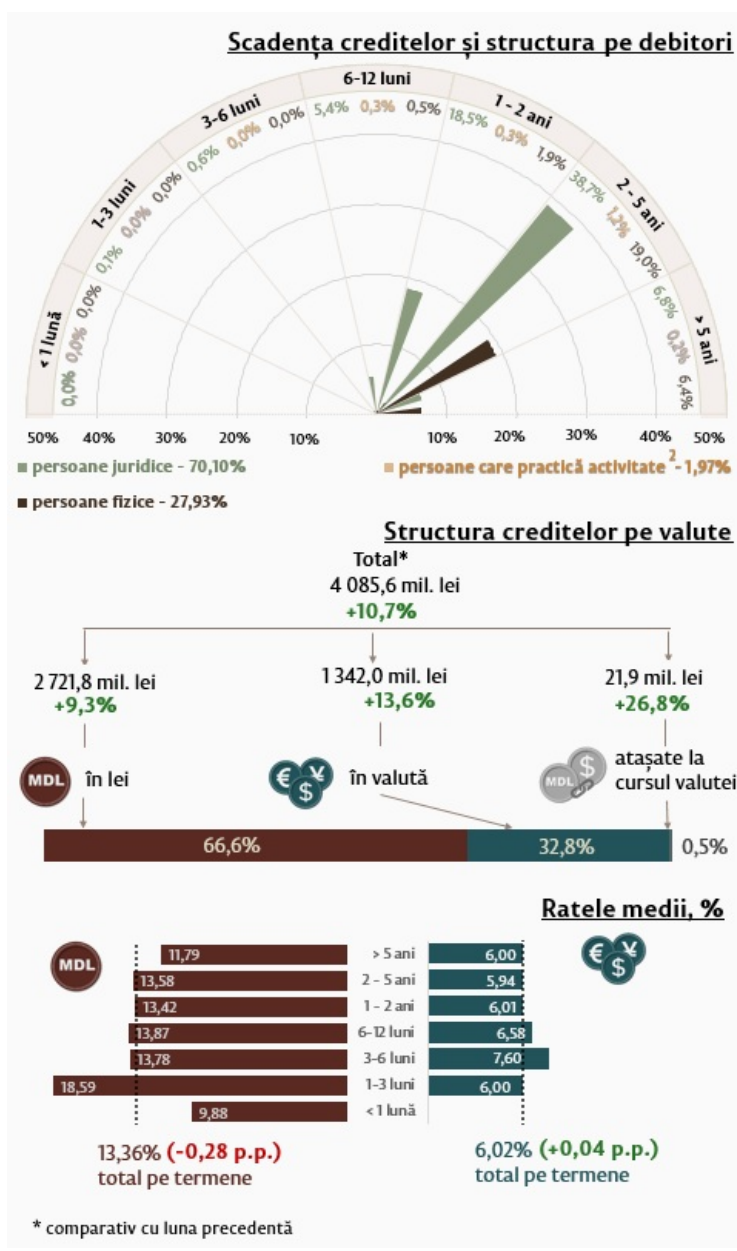 Scadența creditelor și structura pe debitori
< 1 lună
0,0% 0,0% 0,0%
1-3 luni
0,1% 0,0% 0,0%
3-6 luni
0,6% 0,0% 0,0%
6-12 luni
5,4% 0,3% 0,5%
1 - 2 ani
18,5% 0,3% 1,9%
2 - 5 ani
38,7% 1,2% 19,0%
> 5 ani
6,8% 0,2% 6,4%
50% 40% 30% 20% 10% 10% 20% 30% 40% 50%
persoane juridice - 70,10% persoane care practică activitate 2 - 1,97%
persoane fizice - 27,93%
Structura creditelor pe valute
Total*
4 085,6 mil. lei
+10,7%
2 721,8 mil. lei 1 342,0 mil. lei 21,9 mil. lei
+9,3% +13,6% +26,8%
MDL în lei € ¥ $ în valută MDL $ atașate la
cursul valutei
66,6% 32,8% 0,5%
Ratele medii, %
MDL € ¥ $
11,79 > 5 ani 6,00
13,58 2 - 5 ani 5,94
13,42 1 - 2 ani 6,01
13,87 6-12 luni 6,58
13,78 3-6 luni 7,60
18,59 1-3 luni 6,00
9,88 < 1 lună
13,36% (-0,28 p.p.) 6,02% (+0,04 p.p.)
total pe termene total pe termene
* comparativ cu luna precedentă